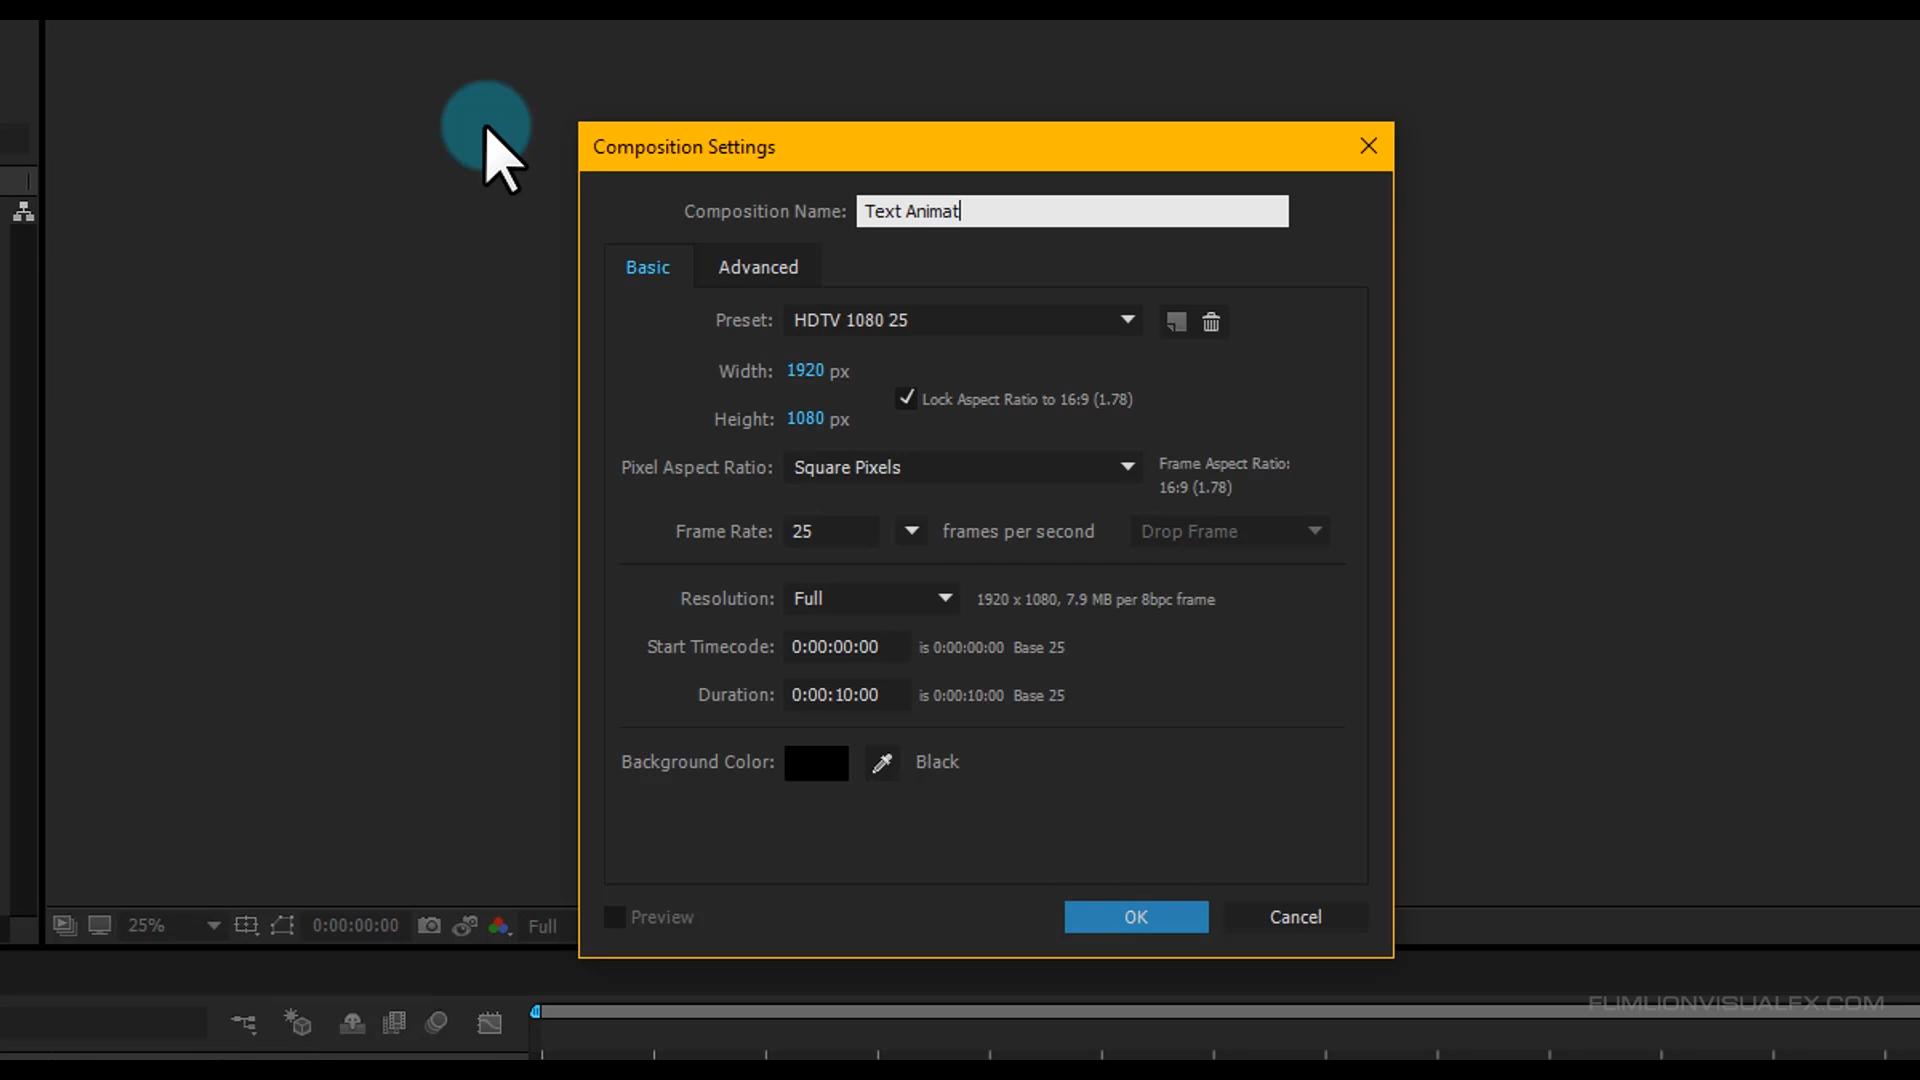 Composition Settings
Composition Name: Text Animat
Basic Advanced
Preset: HDTV 1080 25
Width: 1920 px
Lock Aspect Ratio to 16:9 (1.78)
Height: 1080 px
Pixel Aspect Ratio: Square Pixels
Frame Aspect Ratio:
16:9 (1.78)
Frame Rate: 25 frames per second Drop Frame
Resolution: Full 1920 x 1080, 7.9 MB per 8bpc frame
Start Timecode: 0:00:00:00 is 0:00:00:00 Base 25
Duration: 0:00:10:00 is 0:00:10:00 Base 25
Background Color: Black
Preview OK Cancel
25% 0:00:00:00 Full
FLIMLIONVISUALFX.COM